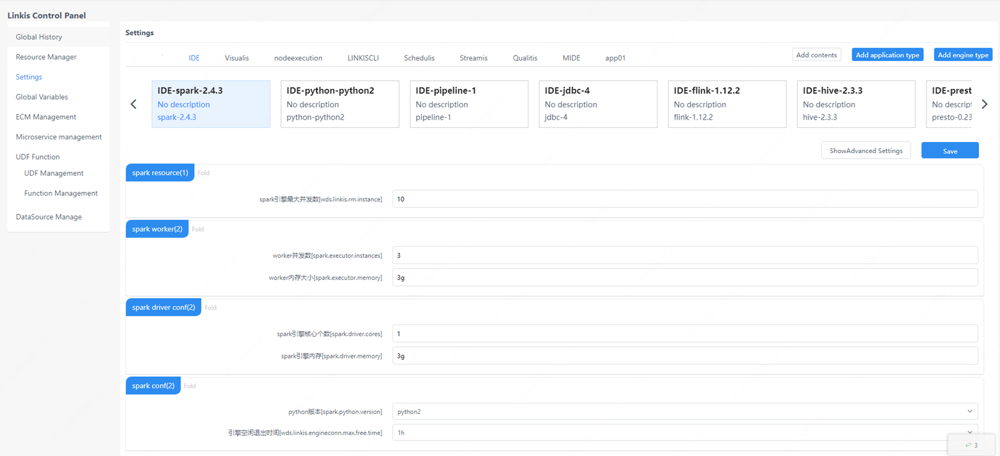 Linkis Control Panel
Global History
Resource Manager
Settings
Global Variables
ECM Management
Microservice management
UDF Function
UDF Management
Function Management
DataSource Manage
Settings
IDE Visualis nodeexecution LINKISCLI Schedulis Streamis Qualitis MIDE app01
Add contents Add application type Add engine type
IDE-spark-2.4.3
No description
spark-2.4.3
IDE-python-python2
No description
python-python2
IDE-pipeline-1
No description
pipeline-1
IDE-jdbc-4
No description
jdbc-4
IDE-flink-1.12.2
No description
flink-1.12.2
IDE-hive-2.3.3
No description
hive-2.3.3
IDE-prest
No descript
presto-0.23
ShowAdvanced Settings Save
spark resource(1) Fold
spark引擎最大并发数[wds.linkis.rm.instance] 10
spark worker(2) Fold
worker并发数[spark.executor.instances] 3
worker内存大小[spark.executor.memory] 3g
spark driver conf(2) Fold
spark引擎核心个数[spark.driver.cores] 1
spark引擎内存[spark.driver.memory] 3g
spark conf(2) Fold
python版本[spark.python.version] python2
引擎空闲退出时间[wds.linkis.engineconn.max.free.time] 1h
3